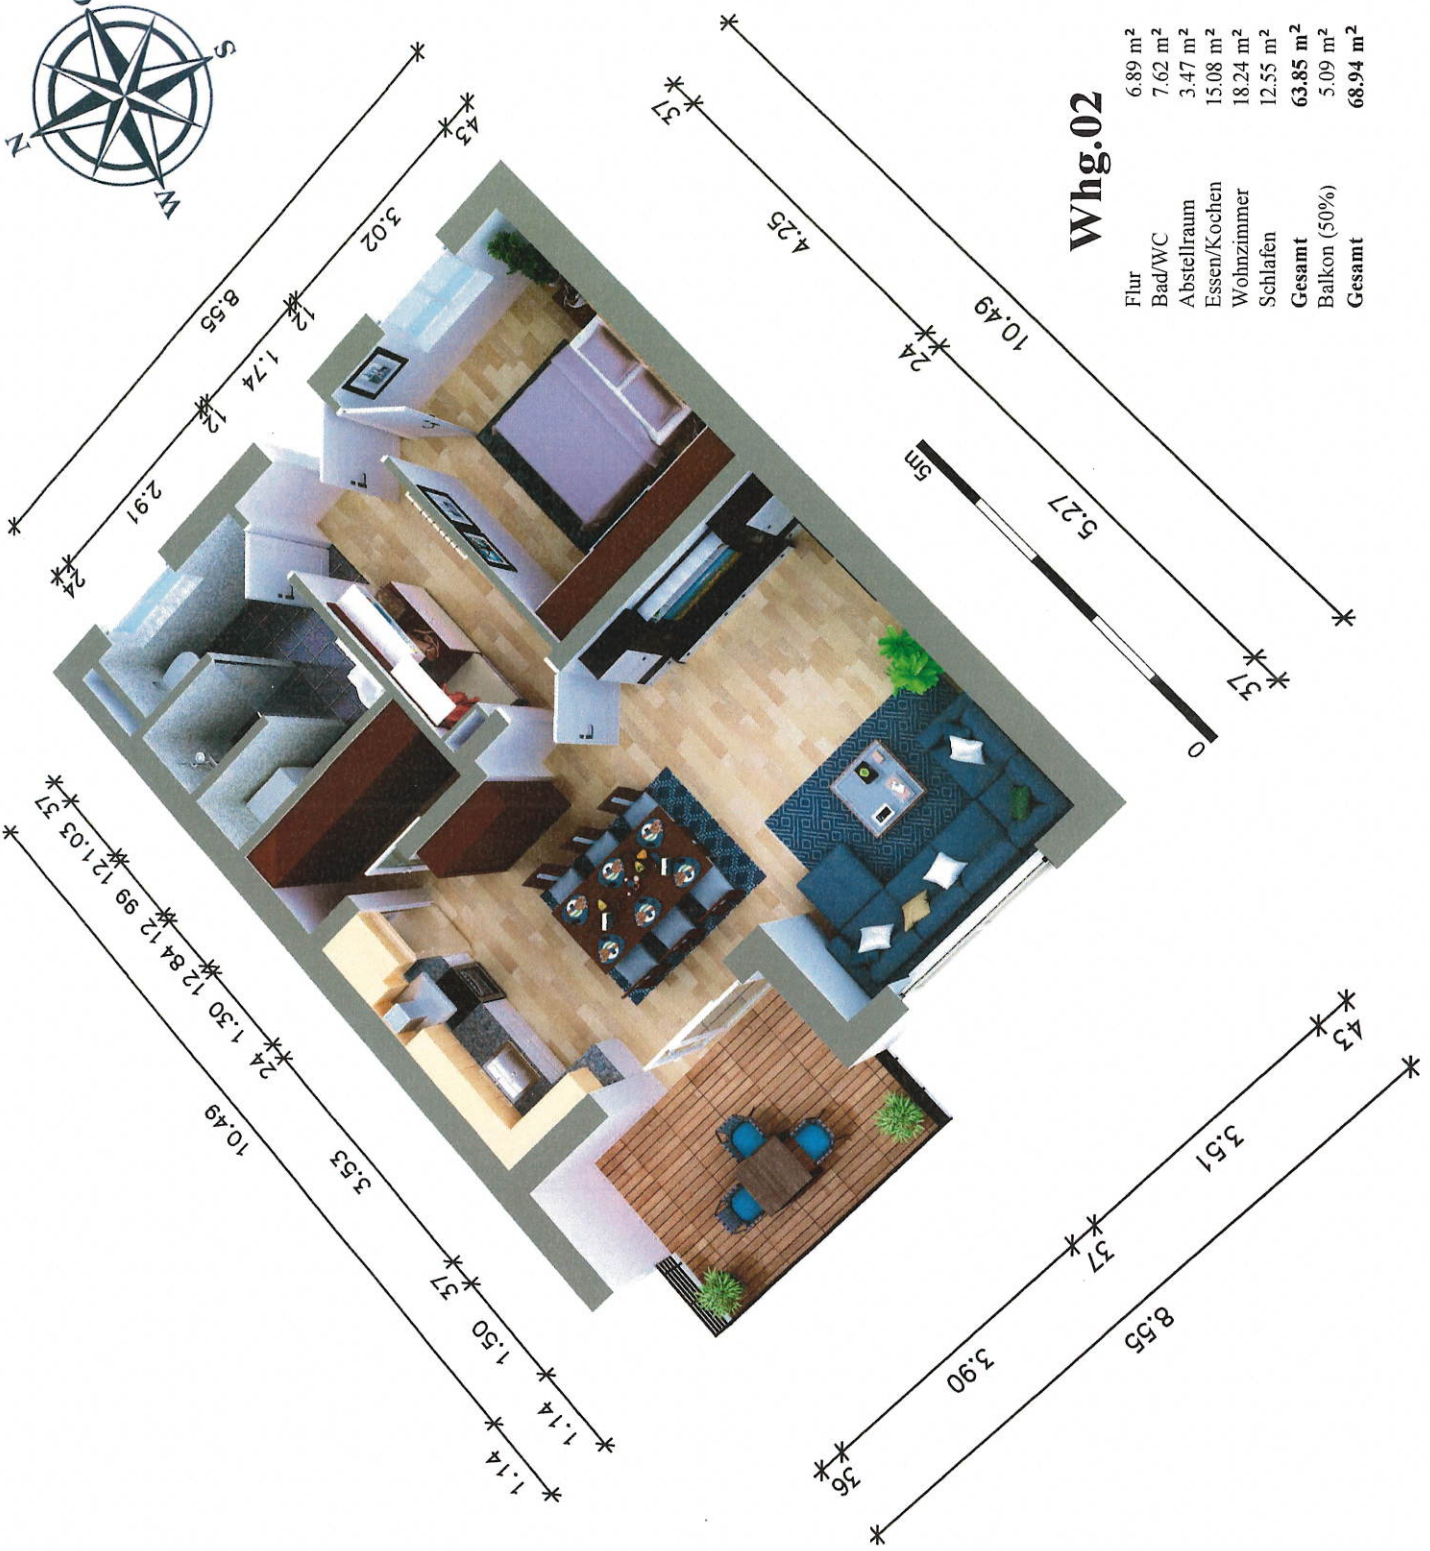 Whg.02
Flur 6.89 m²
Bad/WC 7.62 m²
Abstellraum 3.47 m²
Essen/Kochen 15.08 m²
Wohnzimmer 18.24 m²
Schlafen 12.55 m²
Gesamt 63.85 m²
Balkon (50%) 5.09 m²
Gesamt 68.94 m²
N
S
W
8.55
24
2.91
12
1.74
12
3.02
43
37
4.25
24
5.27
37
10.49
5m
0
37
1.03
12
99
12
84
12
1.30
24
3.53
37
1.50
1.14
10.49
1.14
36
3.90
37
3.51
43
8.55